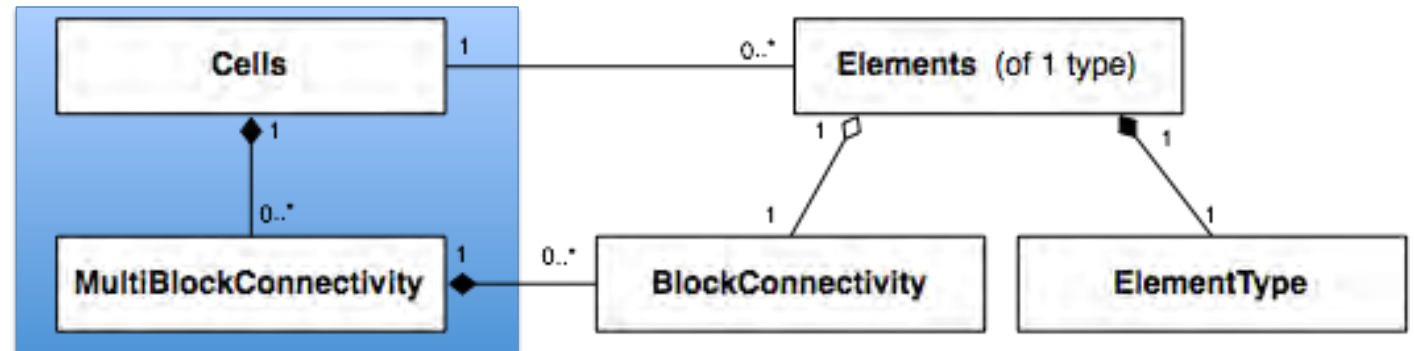 Cells
1
0..*
Elements (of 1 type)
1
1
1
0..*
1
1
1
0..*
MultiBlockConnectivity
BlockConnectivity
ElementType